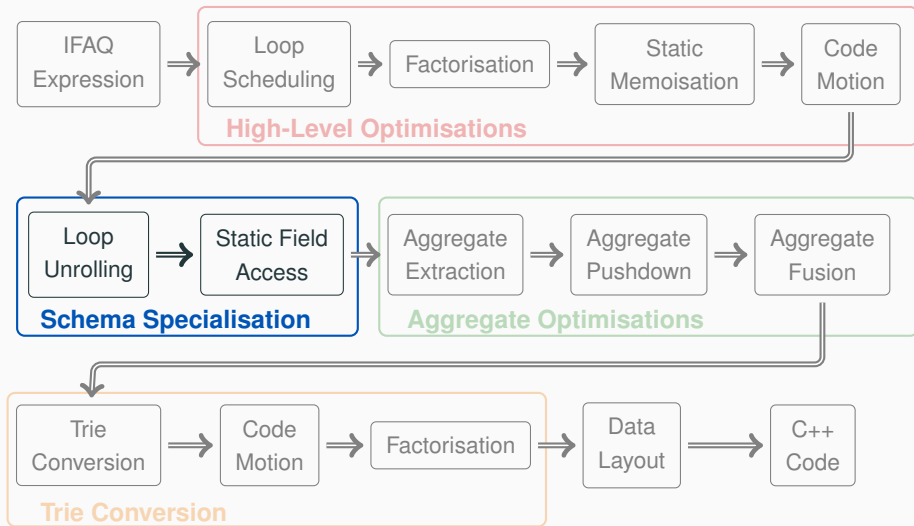 IFAQ
Expression
Loop
Scheduling
Factorisation
Static
Memoisation
Code
Motion
High-Level Optimisations
Loop
Unrolling
Static Field
Access
Schema Specialisation
Aggregate
Extraction
Aggregate
Pushdown
Aggregate
Fusion
Aggregate Optimisations
Trie
Conversion
Code
Motion
Factorisation
Trie Conversion
Data
Layout
C++
Code